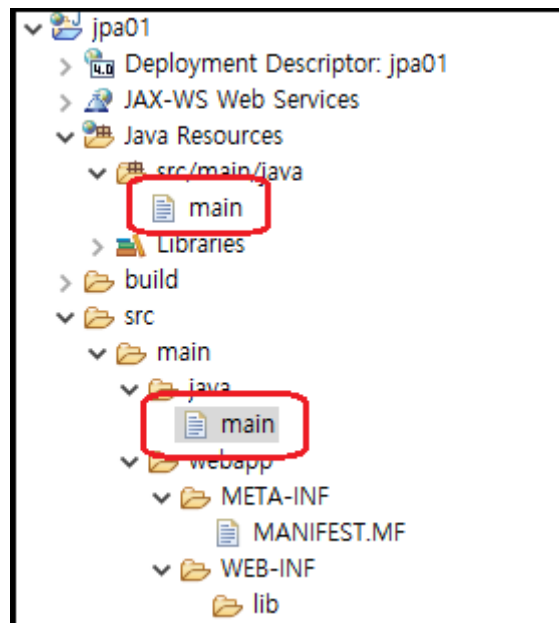 jpa01
Deployment Descriptor: jpa01
JAX-WS Web Services
Java Resources
src/main/java
main
Libraries
build
src
main
java
main
webapp
META-INF
MANIFEST.MF
WEB-INF
lib